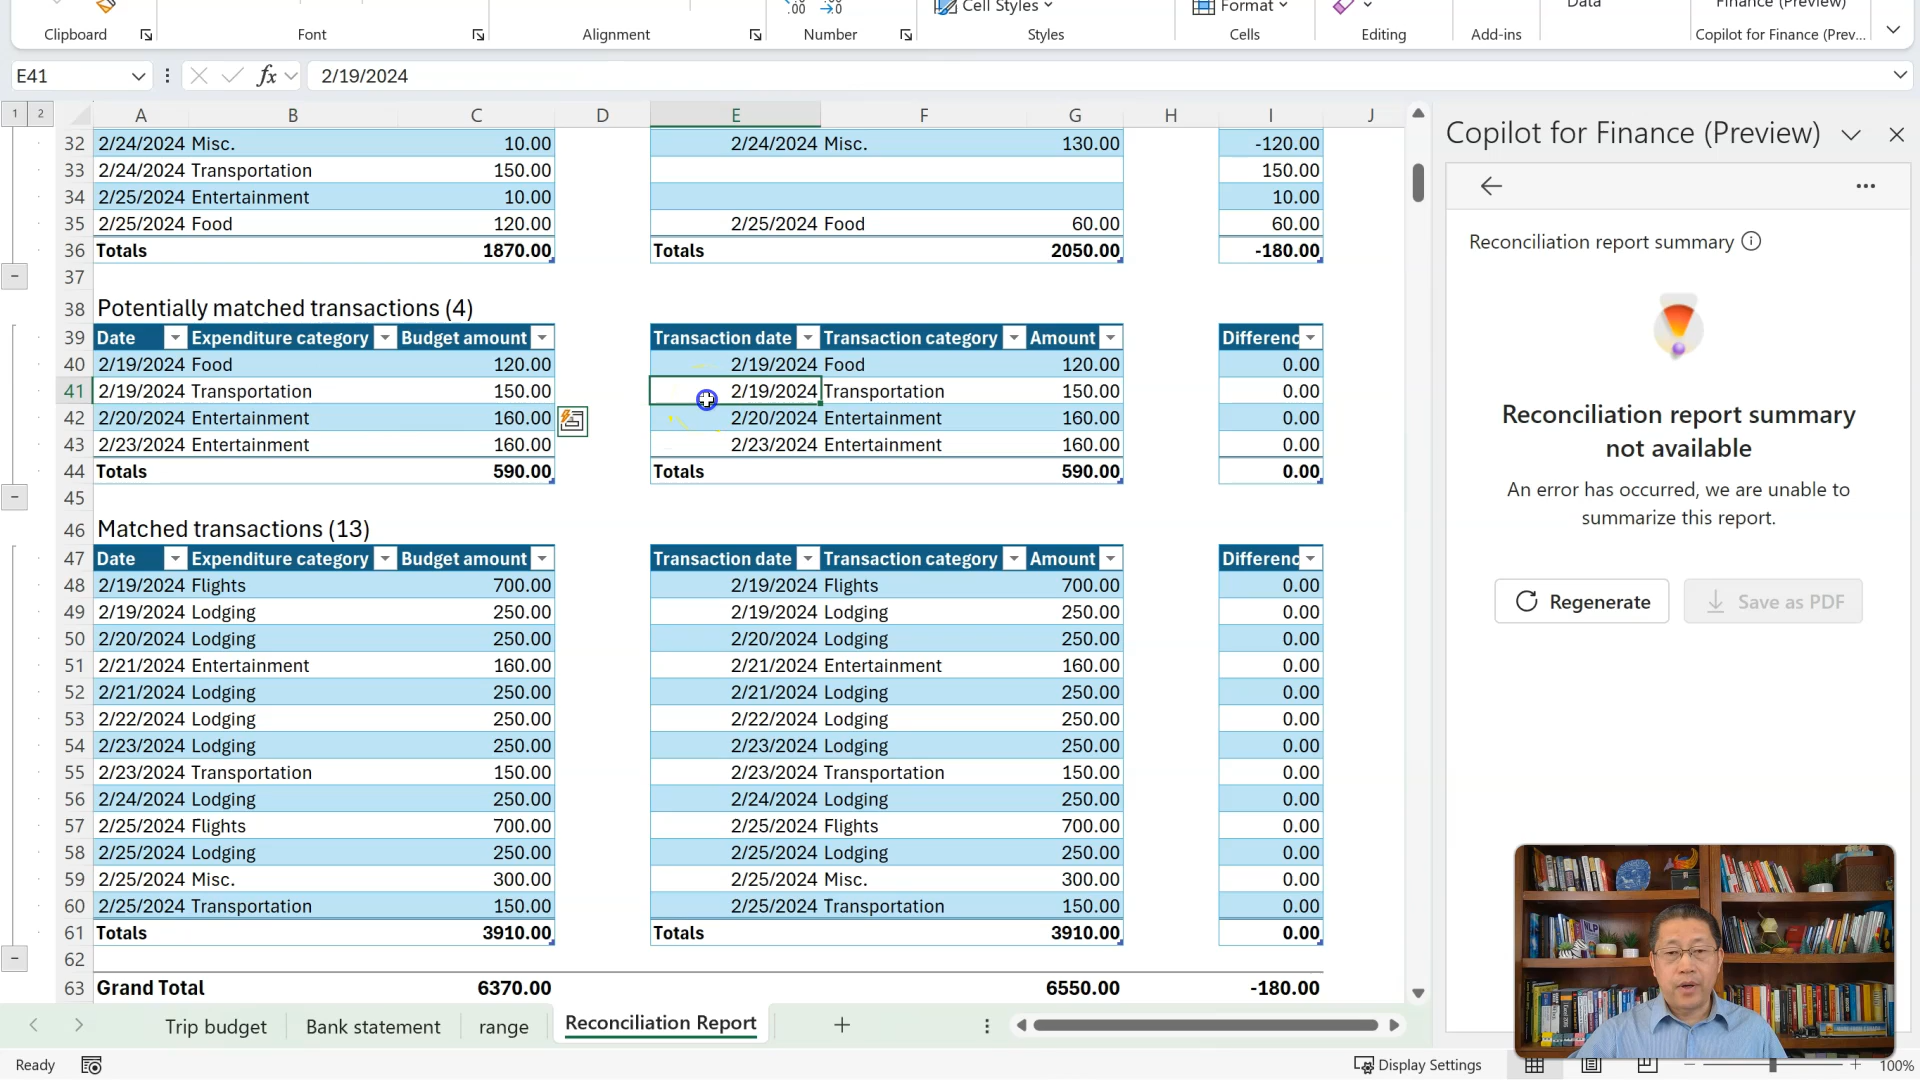 .00 .00 Cell Styles Format Data Finance (Preview)
→.0
Clipboard Font Alignment Number Styles Cells Editing Add-ins Copilot for Finance (Prev...
E41 fx 2/19/2024
1 2 A B C D E F G H I J
32 2/24/2024 Misc. 10.00 2/24/2024 Misc. 130.00 -120.00
33 2/24/2024 Transportation 150.00 150.00
34 2/25/2024 Entertainment 10.00 10.00
35 2/25/2024 Food 120.00 2/25/2024 Food 60.00 60.00
36 Totals 1870.00 Totals 2050.00 -180.00
37
38 Potentially matched transactions (4)
39 Date Expenditure category Budget amount Transaction date Transaction category Amount Differenc
40 2/19/2024 Food 120.00 2/19/2024 Food 120.00 0.00
41 2/19/2024 Transportation 150.00 2/19/2024 Transportation 150.00 0.00
42 2/20/2024 Entertainment 160.00 2/20/2024 Entertainment 160.00 0.00
43 2/23/2024 Entertainment 160.00 2/23/2024 Entertainment 160.00 0.00
44 Totals 590.00 Totals 590.00 0.00
45
46 Matched transactions (13)
47 Date Expenditure category Budget amount Transaction date Transaction category Amount Differenc
48 2/19/2024 Flights 700.00 2/19/2024 Flights 700.00 0.00
49 2/19/2024 Lodging 250.00 2/19/2024 Lodging 250.00 0.00
50 2/20/2024 Lodging 250.00 2/20/2024 Lodging 250.00 0.00
51 2/21/2024 Entertainment 160.00 2/21/2024 Entertainment 160.00 0.00
52 2/21/2024 Lodging 250.00 2/21/2024 Lodging 250.00 0.00
53 2/22/2024 Lodging 250.00 2/22/2024 Lodging 250.00 0.00
54 2/23/2024 Lodging 250.00 2/23/2024 Lodging 250.00 0.00
55 2/23/2024 Transportation 150.00 2/23/2024 Transportation 150.00 0.00
56 2/24/2024 Lodging 250.00 2/24/2024 Lodging 250.00 0.00
57 2/25/2024 Flights 700.00 2/25/2024 Flights 700.00 0.00
58 2/25/2024 Lodging 250.00 2/25/2024 Lodging 250.00 0.00
59 2/25/2024 Misc. 300.00 2/25/2024 Misc. 300.00 0.00
60 2/25/2024 Transportation 150.00 2/25/2024 Transportation 150.00 0.00
61 Totals 3910.00 Totals 3910.00 0.00
62
63 Grand Total 6370.00 6550.00 -180.00
Trip budget Bank statement range Reconciliation Report
Ready Display Settings 100%
Copilot for Finance (Preview)
Reconciliation report summary
Reconciliation report summary
not available
An error has occurred, we are unable to
summarize this report.
Regenerate Save as PDF